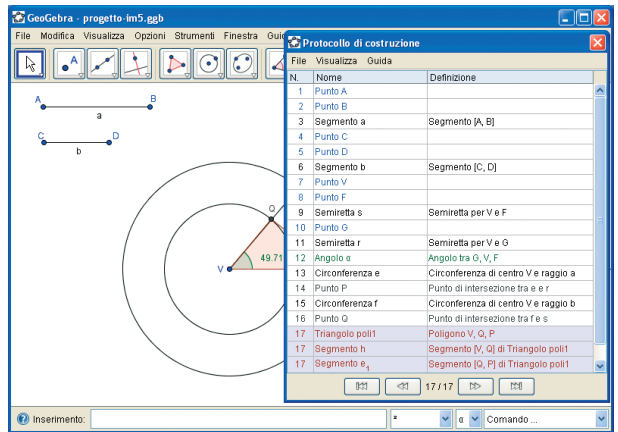 GeoGebra - progetto-im5.ggb
File Modifica Visualizza Opzioni Strumenti Finestra
A
A
B
a
C
D
b
Q
V
49.71
Protocollo di costruzione
File Visualizza Guida
N. Nome Definizione
1 Punto A
2 Punto B
3 Segmento a Segmento [A, B]
4 Punto C
5 Punto D
6 Segmento b Segmento [C, D]
7 Punto V
8 Punto F
9 Semiretta s Semiretta per V e F
10 Punto G
11 Semiretta r Semiretta per V e G
12 Angolo α Angolo tra G, V, F
13 Circonferenza e Circonferenza di centro V e raggio a
14 Punto P Punto di intersezione tra e e r
15 Circonferenza f Circonferenza di centro V e raggio b
16 Punto Q Punto di intersezione tra f e s
17 Triangolo poli1 Poligono V, Q, P
17 Segmento h Segmento [V, Q] di Triangolo poli1
17 Segmento e₁ Segmento [Q, P] di Triangolo poli1
17 / 17
Inserimento: ² α Comando ...